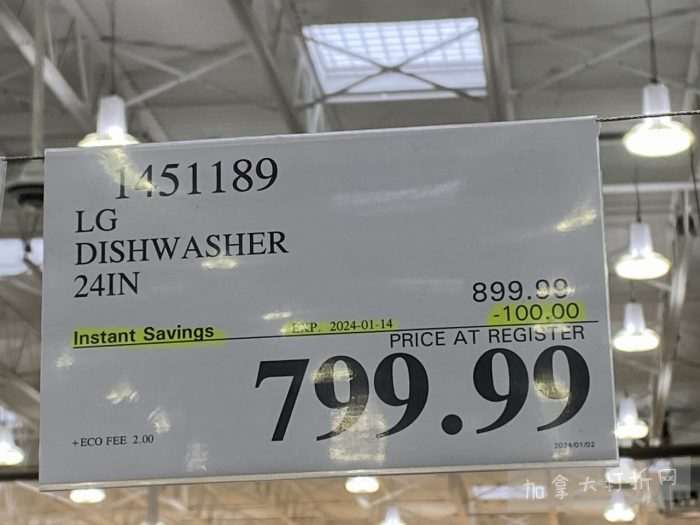 1451189
LG
DISHWASHER
24IN
899.99
-100.00
Instant Savings
EXP. 2024-01-14
PRICE AT REGISTER
799.99
+ECO FEE 2.00
2024/01/02
加拿大打折网